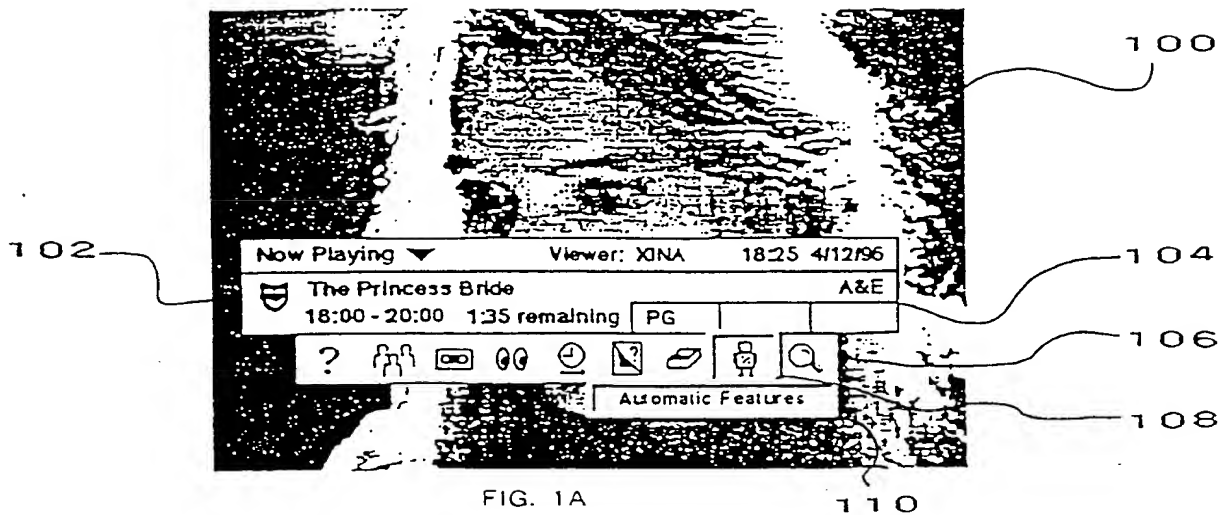 100
102
Now Playing Viewer: XINA 18:25 4/12/96
104
The Princess Bride A&E
18:00 - 20:00 1:35 remaining PG
106
?
?
Automatic Features
108
FIG. 1A
110